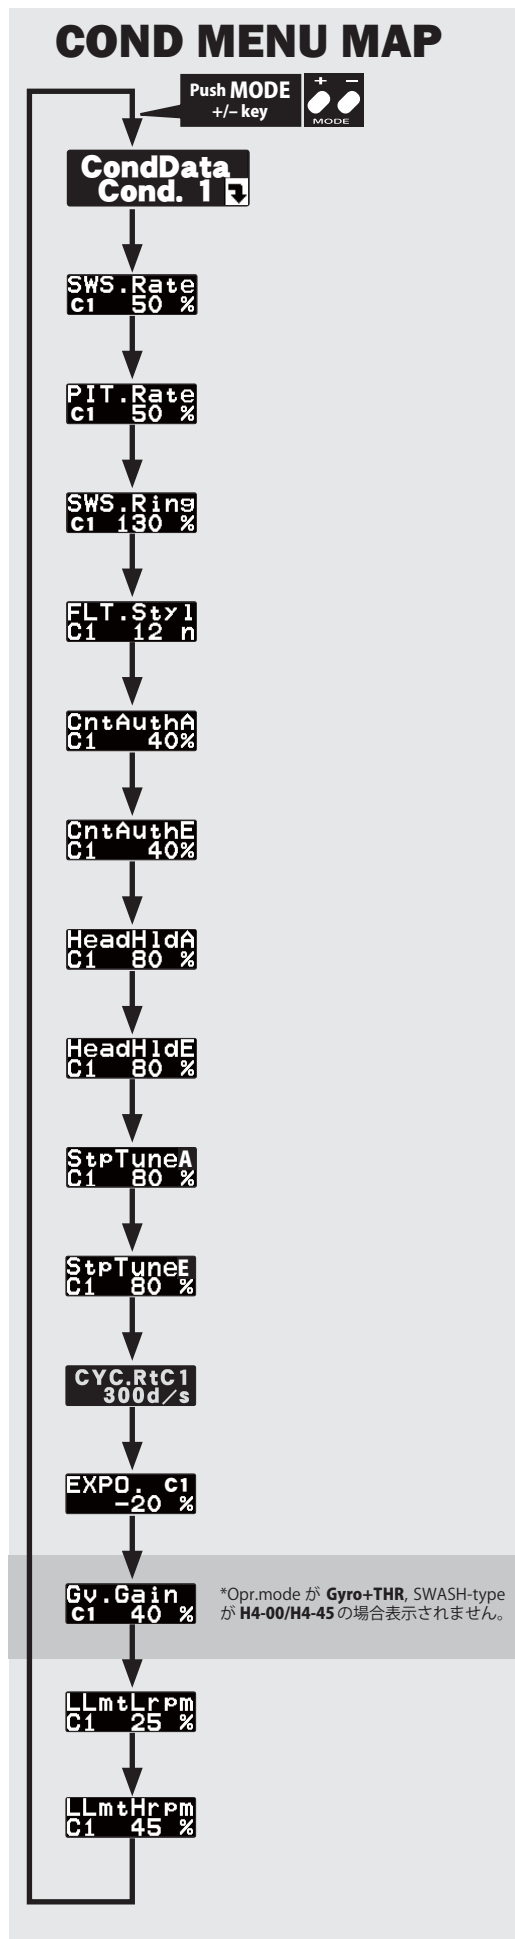 COND MENU MAP
Push MODE
+/– key
+ −
MODE
CondData
Cond. 1
SWS.Rate
C1 50 %
PIT.Rate
C1 50 %
SWS.Ring
C1 130 %
FLT.Styl
C1 12 n
CntAuthA
C1 40%
CntAuthE
C1 40%
HeadHldA
C1 80 %
HeadHldE
C1 80 %
StpTuneA
C1 80 %
StpTuneE
C1 80 %
CYC.RtC1
300d/s
EXPO. C1
-20 %
Gv.Gain
C1 40 %
*Opr.mode が Gyro+THR, SWASH-type
が H4-00/H4-45 の場合表示されません。
LLmtLrpm
C1 25 %
LLmtHrpm
C1 45 %